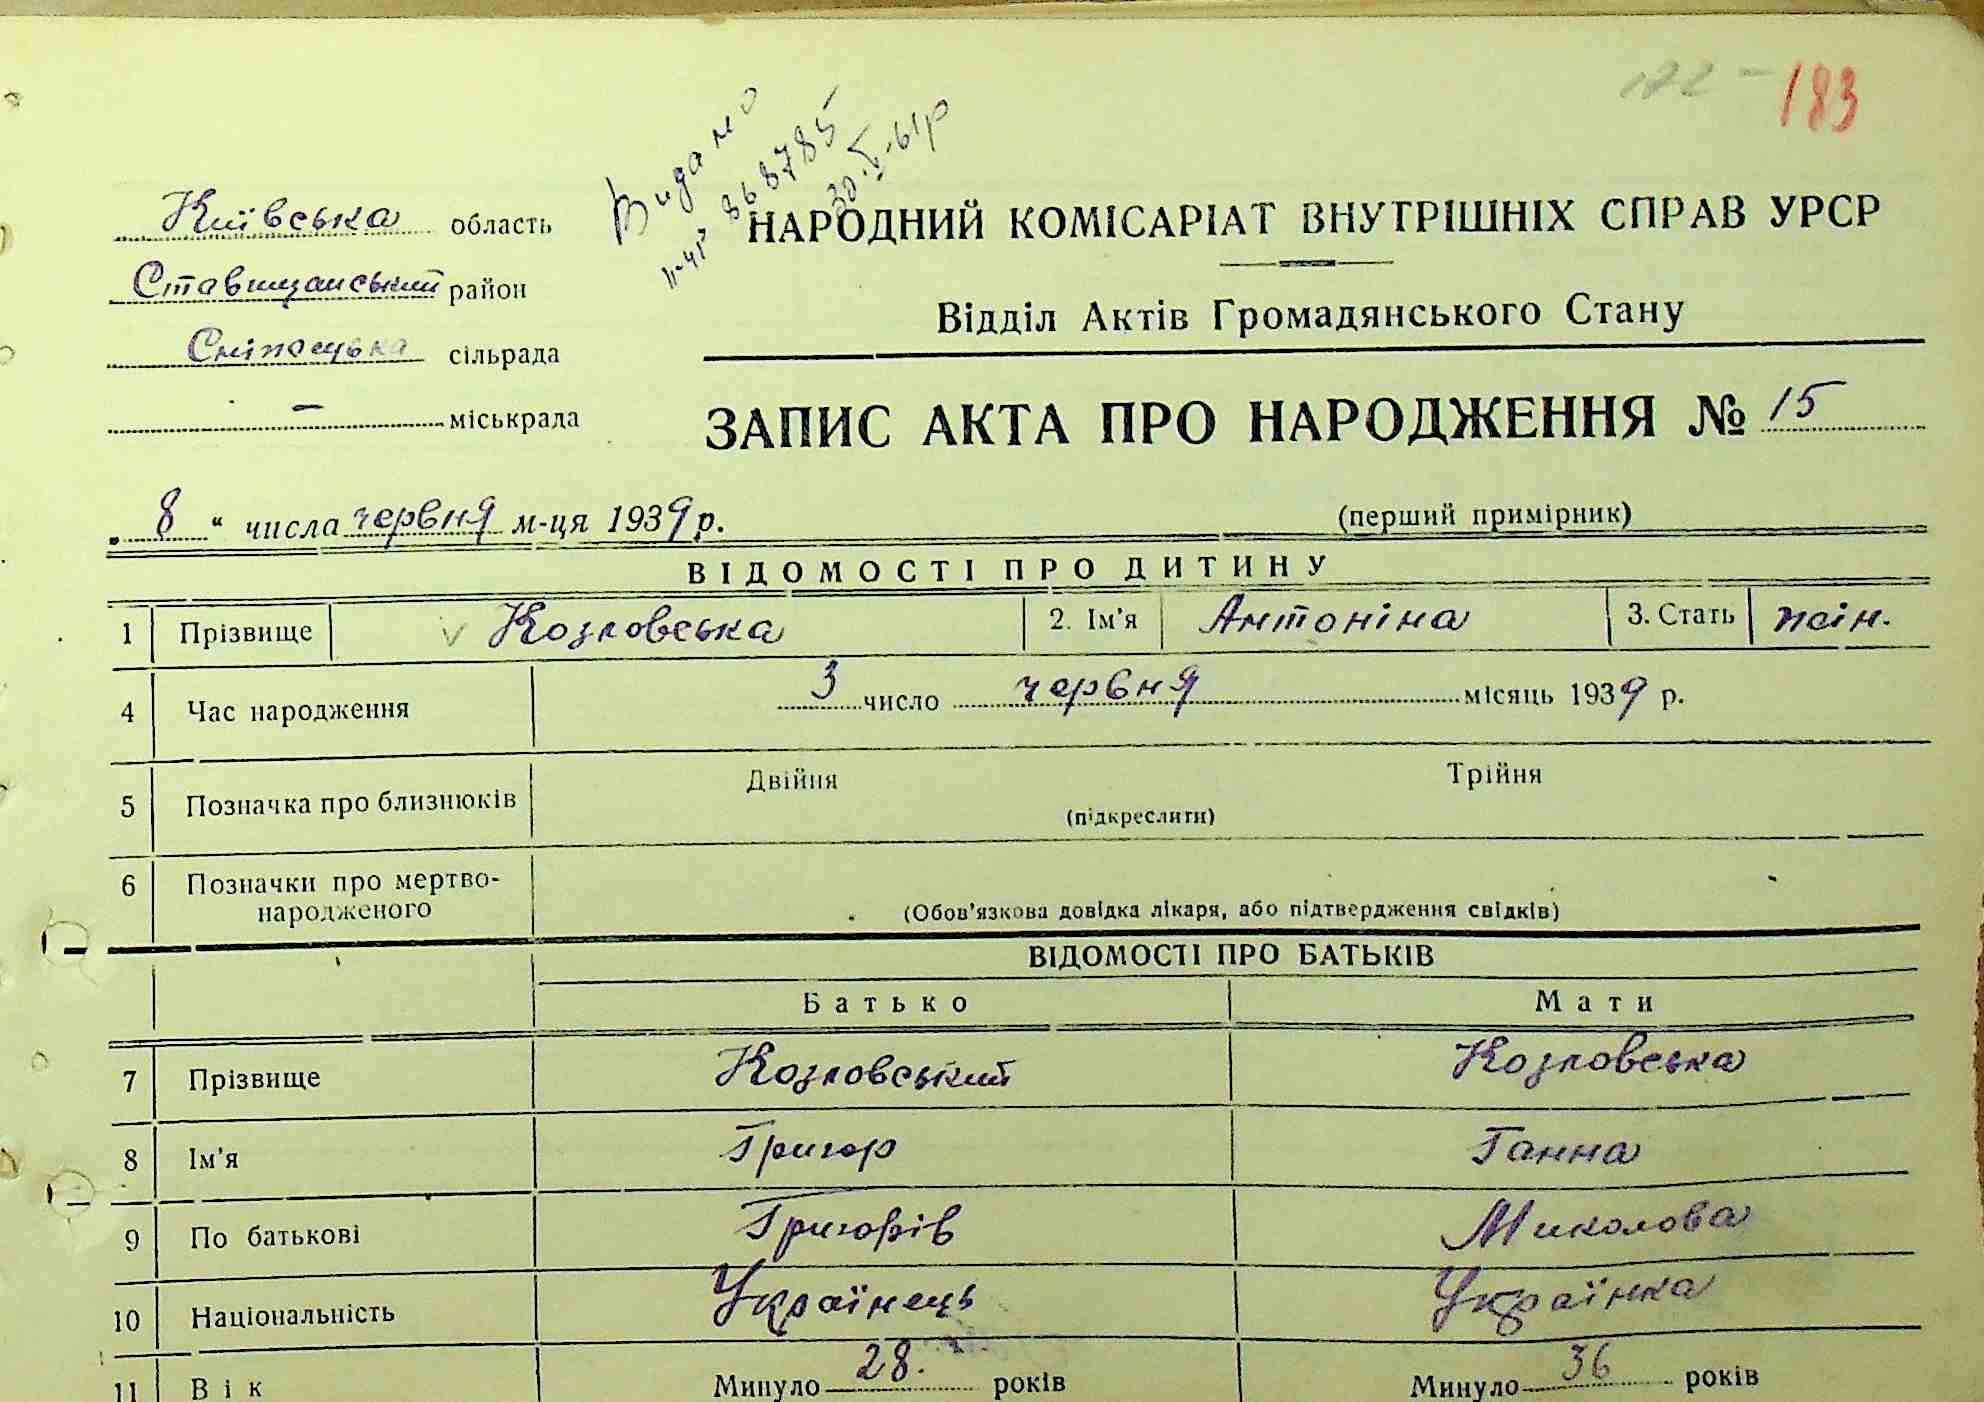 172 - 183
Видано
II-УР 868785
30.X.61р
Київська область
Ставищанський район
Сніпоцька сільрада
— міськрада
НАРОДНИЙ КОМІСАРІАТ ВНУТРІШНІХ СПРАВ УРСР
Відділ Актів Громадянського Стану
ЗАПИС АКТА ПРО НАРОДЖЕННЯ № 15
„ 8 “ числа червня м-ця 1939 р.
(перший примірник)
ВІДОМОСТІ ПРО ДИТИНУ
1 Прізвище Козловська 2. Ім'я Антоніна 3. Стать жін.
4 Час народження 3 число червня місяць 1939 р.
5 Позначка про близнюків Двійня Трійня
(підкреслити)
6 Позначки про мертво-
народженого
(Обов'язкова довідка лікаря, або підтвердження свідків)
ВІДОМОСТІ ПРО БАТЬКІВ
Батько Мати
7 Прізвище Козловський Козловська
8 Ім'я Григор Ганна
9 По батькові Григорів Миколова
10 Національність Українець Українка
11 Вік Минуло 28. років Минуло 36 років